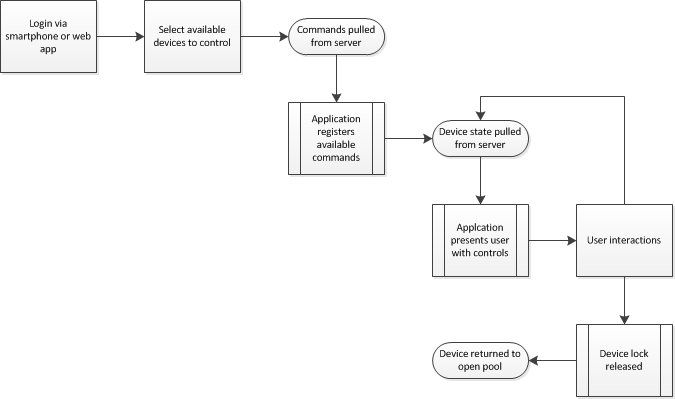 Login via
smartphone or web
app
Select available
devices to control
Commands pulled
from server
Application
registers
available
commands
Device state pulled
from server
Applcation
presents user
with controls
User interactions
Device lock
released
Device returned to
open pool